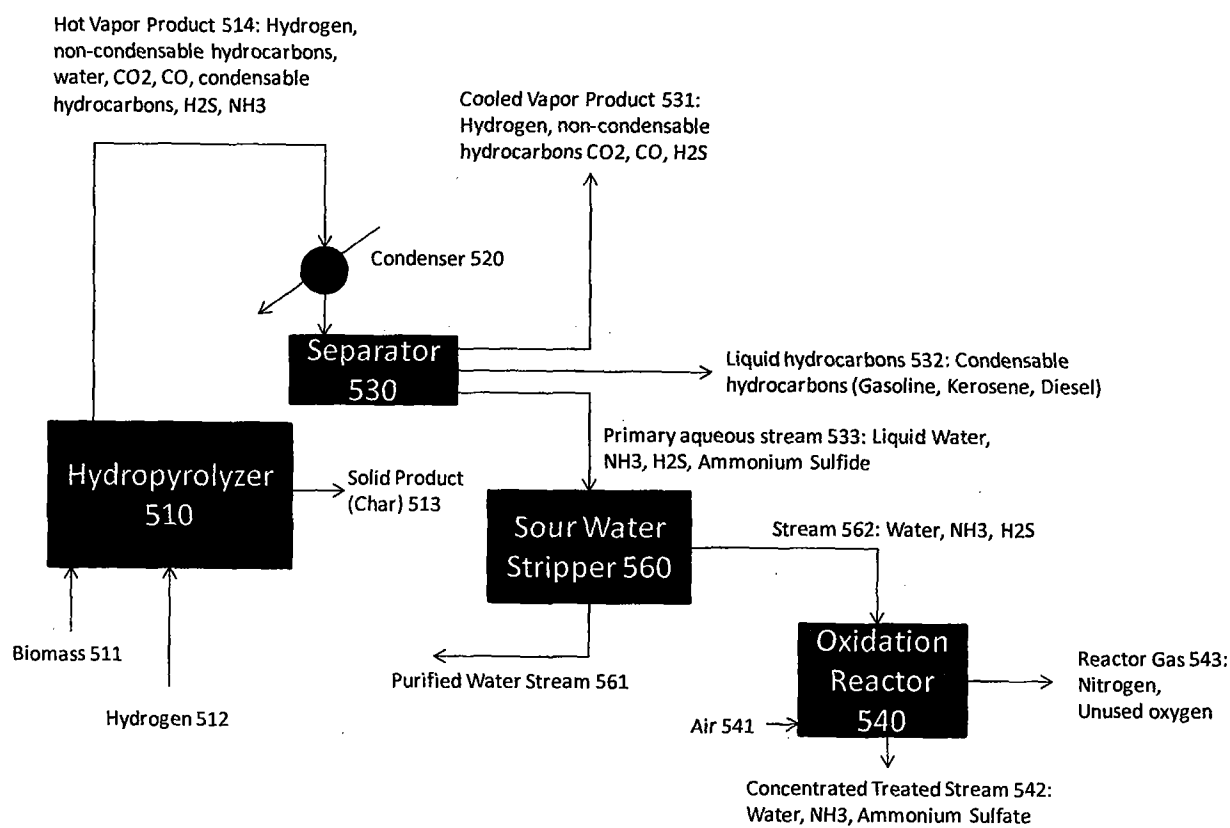 Hot Vapor Product 514: Hydrogen,
non-condensable hydrocarbons,
water, CO2, CO, condensable
hydrocarbons, H2S, NH3
Cooled Vapor Product 531:
Hydrogen, non-condensable
hydrocarbons CO2, CO, H2S
Condenser 520
Separator
530
Liquid hydrocarbons 532: Condensable
hydrocarbons (Gasoline, Kerosene, Diesel)
Primary aqueous stream 533: Liquid Water,
NH3, H2S, Ammonium Sulfide
Hydropyrolyzer
510
Solid Product
(Char) 513
Sour Water
Stripper 560
Stream 562: Water, NH3, H2S
Biomass 511
Hydrogen 512
Purified Water Stream 561
Oxidation
Reactor
540
Air 541
Reactor Gas 543:
Nitrogen,
Unused oxygen
Concentrated Treated Stream 542:
Water, NH3, Ammonium Sulfate